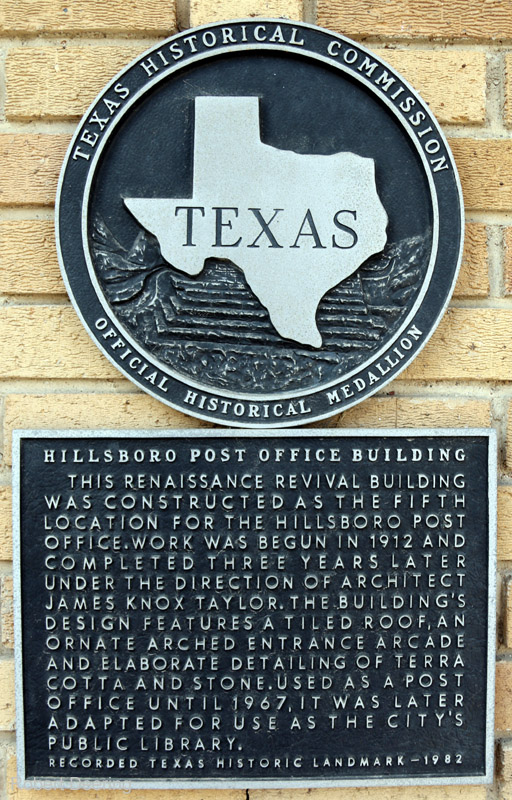 TEXAS HISTORICAL COMMISSION
TEXAS
OFFICIAL HISTORICAL MEDALLION
HILLSBORO POST OFFICE BUILDING
THIS RENAISSANCE REVIVAL BUILDING
WAS CONSTRUCTED AS THE FIFTH
LOCATION FOR THE HILLSBORO POST
OFFICE. WORK WAS BEGUN IN 1912 AND
COMPLETED THREE YEARS LATER
UNDER THE DIRECTION OF ARCHITECT
JAMES KNOX TAYLOR. THE BUILDING'S
DESIGN FEATURES A TILED ROOF, AN
ORNATE ARCHED ENTRANCE ARCADE
AND ELABORATE DETAILING OF TERRA
COTTA AND STONE. USED AS A POST
OFFICE UNTIL 1967, IT WAS LATER
ADAPTED FOR USE AS THE CITY'S
PUBLIC LIBRARY.
RECORDED TEXAS HISTORIC LANDMARK – 1982